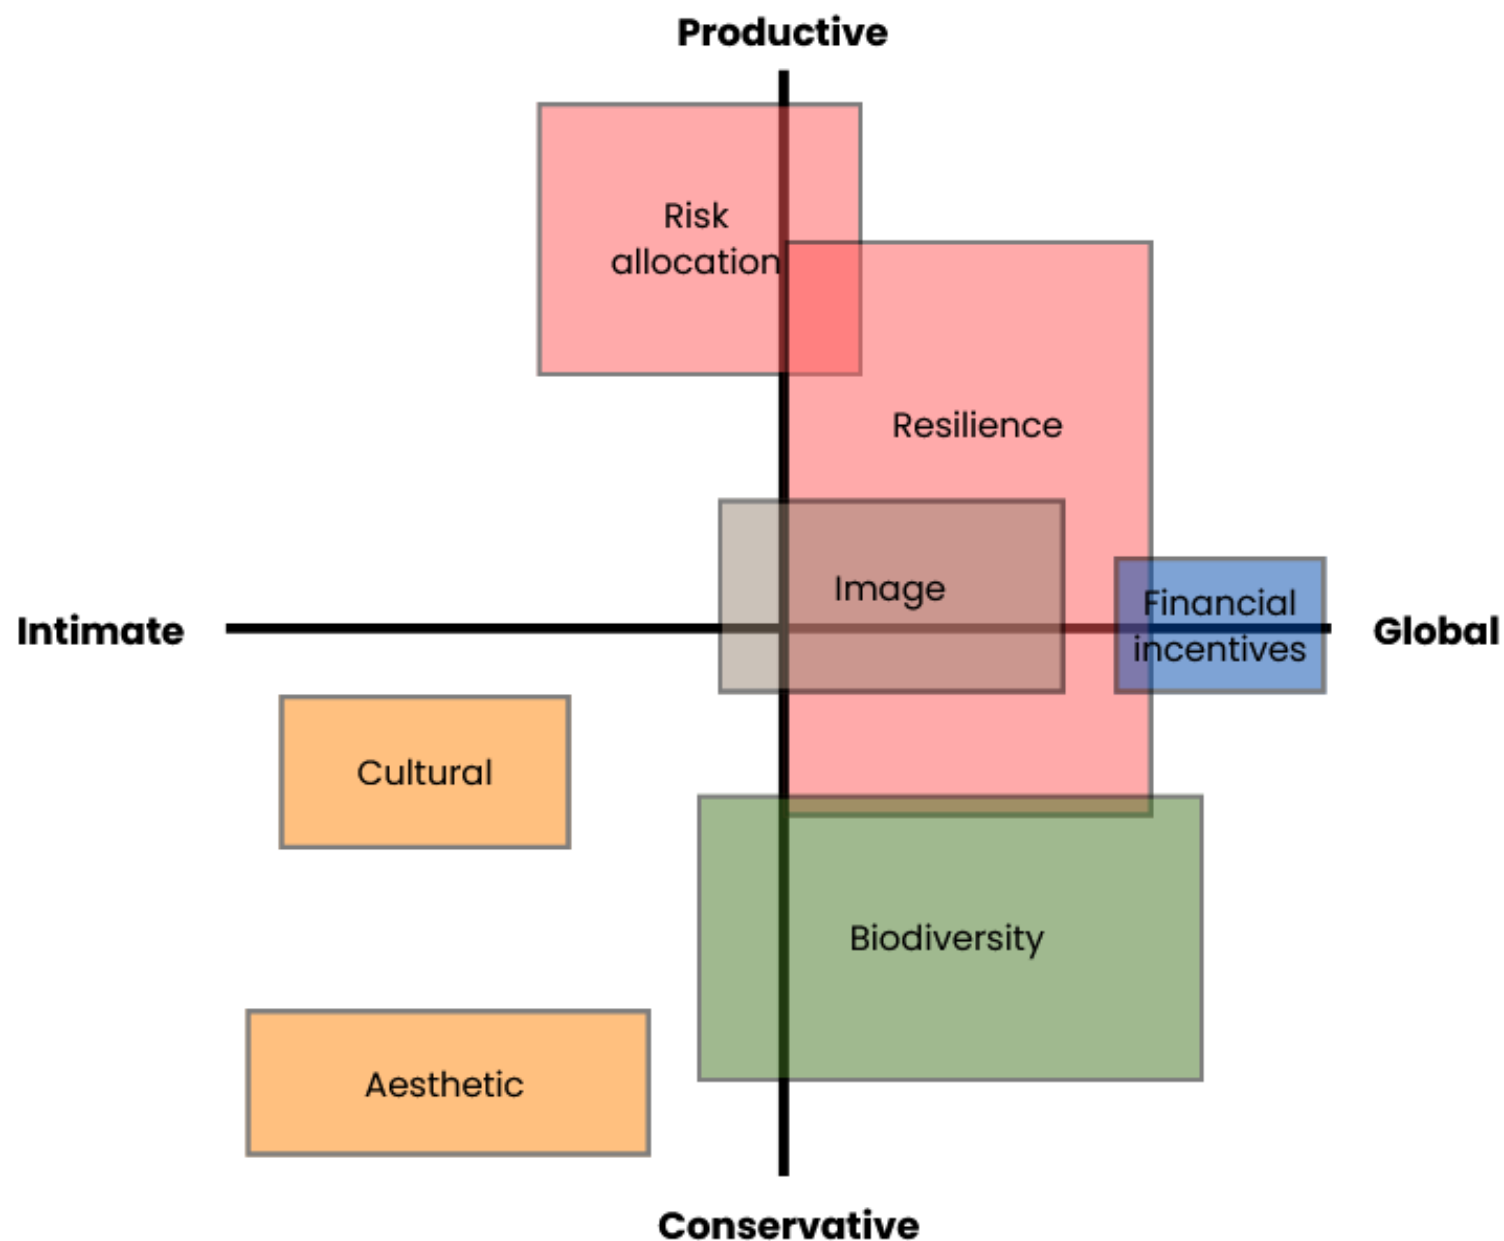 Productive
Risk
allocation
Resilience
Image
Financial
incentives
Intimate
Global
Cultural
Biodiversity
Aesthetic
Conservative